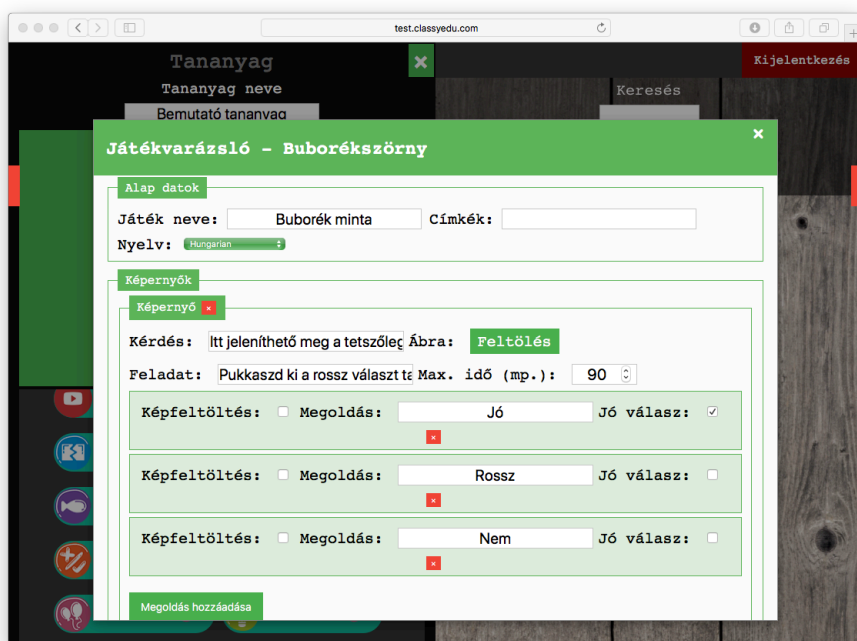 test.classyedu.com
Tananyag
Kijelentkezés
Tananyag neve
Keresés
Bemutató tananyag
Játékvarázsló – Buborékszörny
Alap datok
Játék neve: Buborék minta Címkék:
Nyelv: Hungarian
Képernyők
Képernyő
Kérdés: Itt jeleníthető meg a tetszőleg Ábra: Feltölés
Feladat: Pukkaszd ki a rossz választ ta Max. idő (mp.): 90
Képfeltöltés: Megoldás: Jó Jó válasz:
Képfeltöltés: Megoldás: Rossz Jó válasz:
Képfeltöltés: Megoldás: Nem Jó válasz:
Megoldás hozzáadása